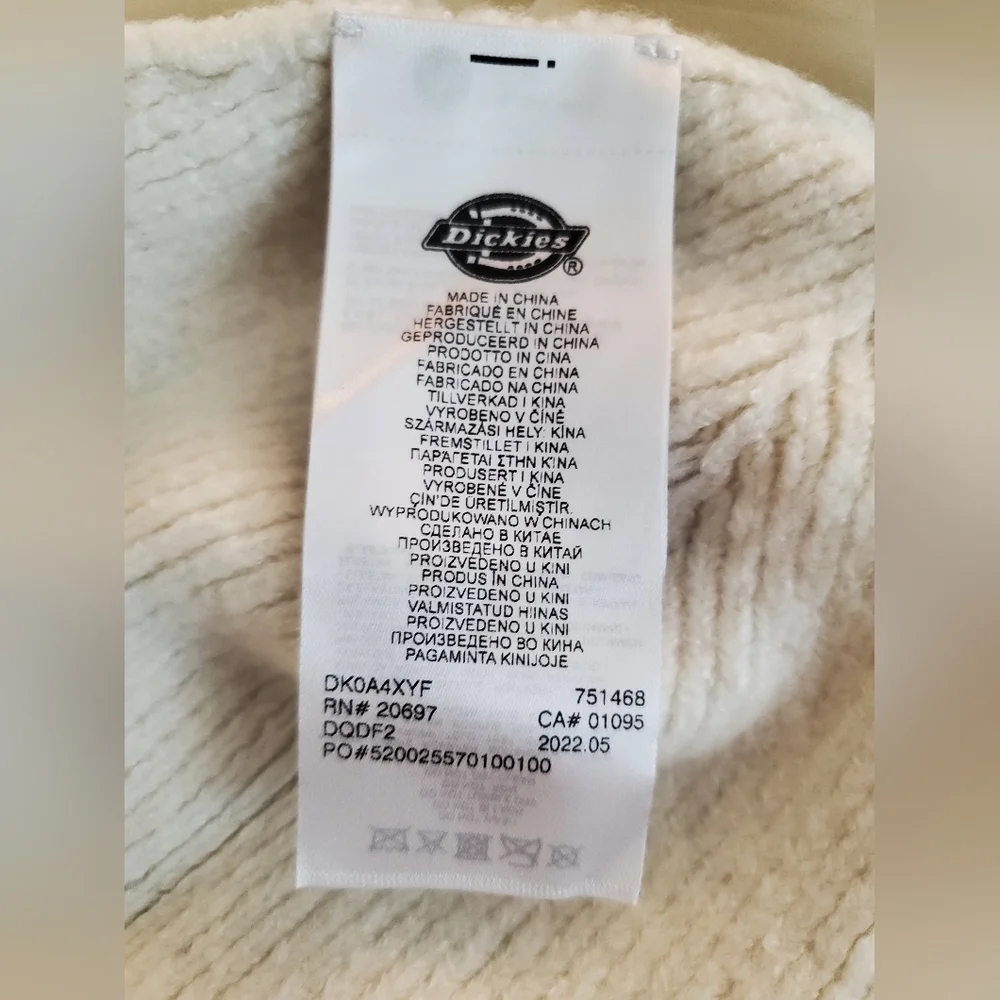 Dickies®
MADE IN CHINA
FABRIQUÉ EN CHINE
HERGESTELLT IN CHINA
GEPRODUCEERD IN CHINA
PRODOTTO IN CINA
FABRICADO EN CHINA
FABRICADO NA CHINA
TILLVERKAD I KINA
VYROBENO V ČÍNĚ
SZÁRMAZÁSI HELY: KÍNA
FREMSTILLET I KINA
ΠΑΡΑΓΕΤΑΙ ΣΤΗΝ ΚΊΝΑ
PRODUSERT I KINA
VYROBENÉ V ČÍNE
ÇİN'DE ÜRETİLMİŞTİR.
WYPRODUKOWANO W CHINACH
СДЕЛАНО В КИТАЕ
ПРОИЗВЕДЕНО В КИТАЙ
PROIZVEDENO U KINI
PRODUS ÎN CHINA
PROIZVEDENO U KINI
VALMISTATUD HIINAS
PROIZVEDENO U KINI
ПРОИЗВЕДЕНО ВО КИНА
PAGAMINTA KINIJOJE
DK0A4XYF 751468
RN# 20697 CA# 01095
DQDF2 2022.05
PO#520025570100100